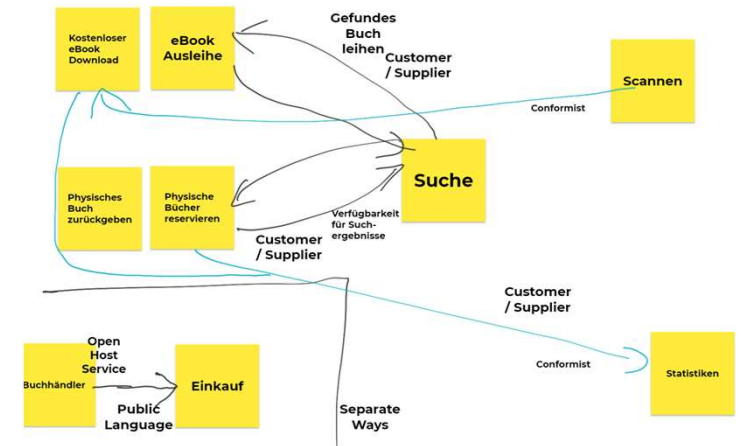 Gefundes
Buch
leihen
Customer
/ Supplier
Kostenloser
eBook
Download
eBook
Ausleihe
Scannen
Conformist
Suche
Physisches
Buch
zurückgeben
Physische
Bücher
reservieren
Verfügbarkeit
für Such-
ergebnisse
Customer
/ Supplier
Customer
/ Supplier
Conformist
Statistiken
Open
Host
Service
Buchhändler
Einkauf
Public
Language
Separate
Ways